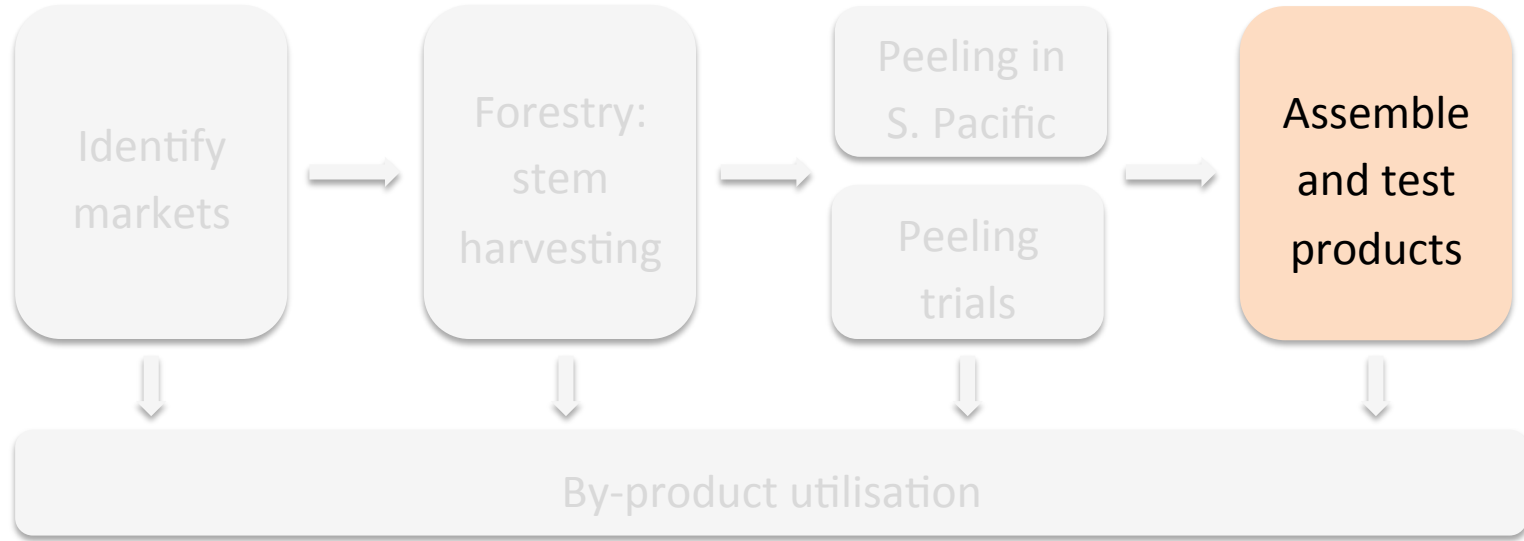 Identify
markets
Forestry:
stem
harvesting
Peeling in
S. Pacific
Peeling
trials
Assemble
and test
products
By-product utilisation